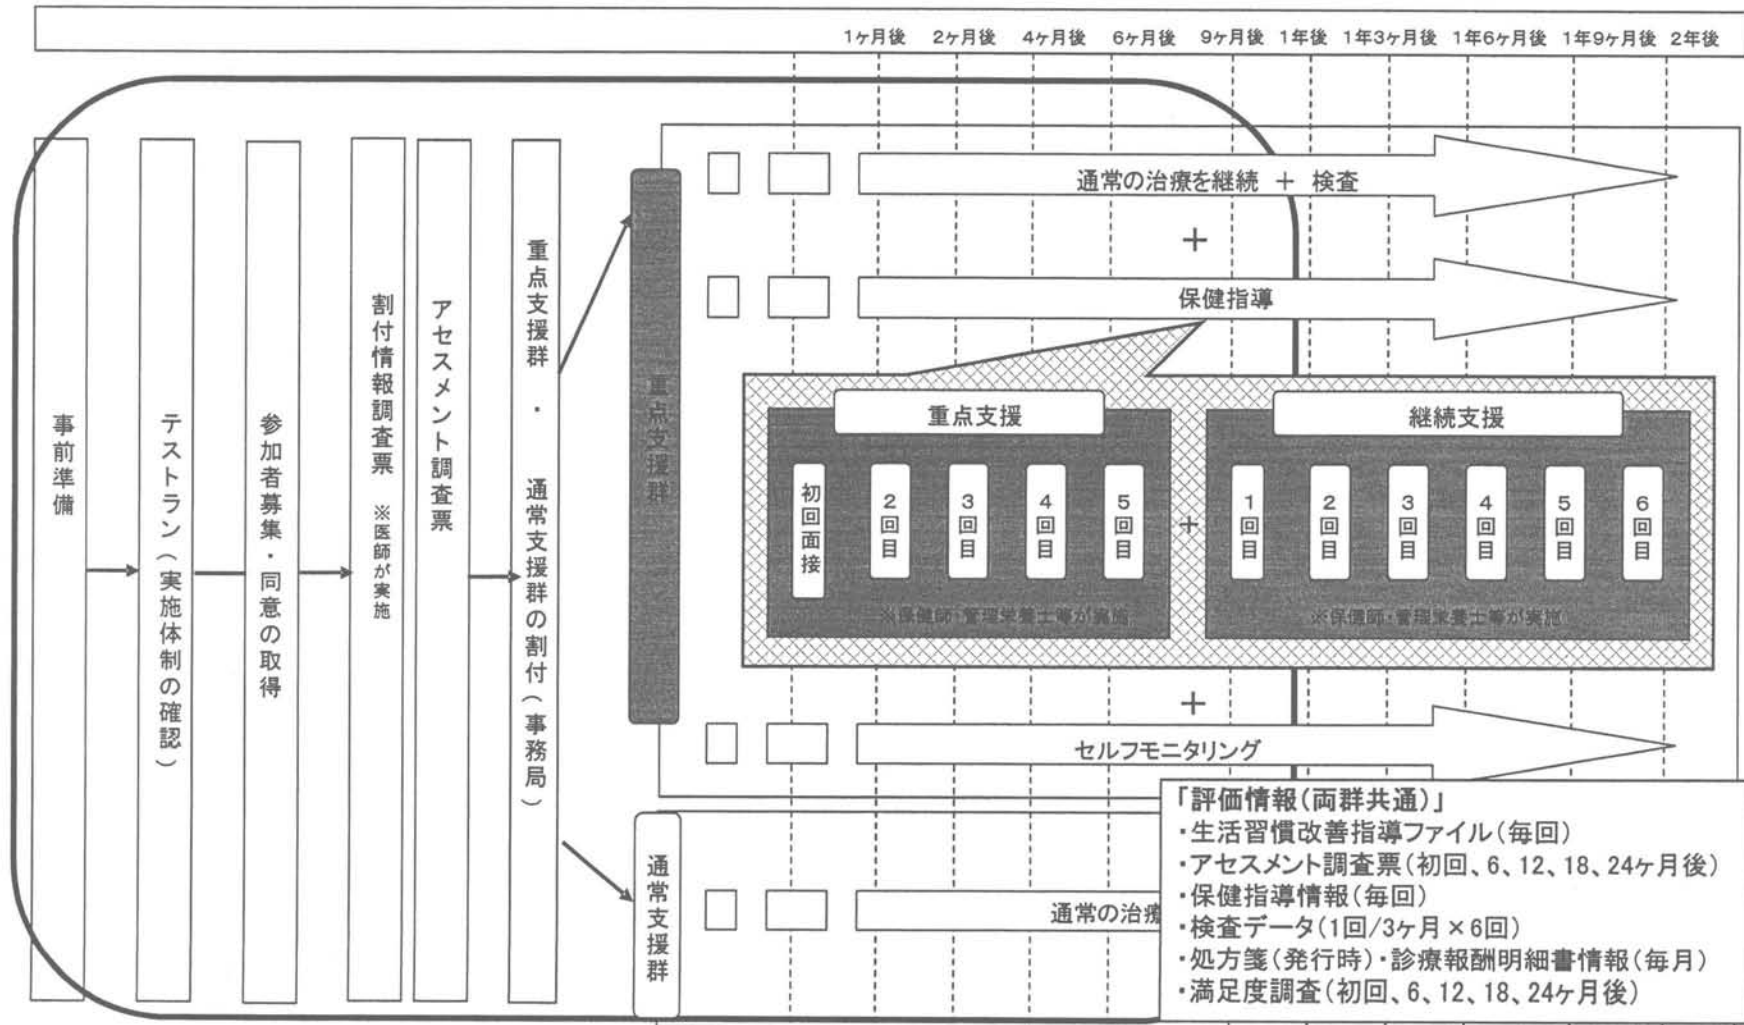 1ヶ月後 2ヶ月後 4ヶ月後 6ヶ月後 9ヶ月後 1年後 1年3ヶ月後 1年6ヶ月後 1年9ヶ月後 2年後
事前準備
テストラン(実施体制の確認)
参加者募集・同意の取得
割付情報調査票 ※医師が実施
アセスメント調査票
重点支援群 ・ 通常支援群の割付(事務局)
重点支援群
通常の治療を継続 + 検査
+
保健指導
重点支援
初回面接
2回目
3回目
4回目
5回目
※保健師・管理栄養士等が実施
+
継続支援
1回目
2回目
3回目
4回目
5回目
6回目
※保健師・管理栄養士等が実施
+
セルフモニタリング
通常支援群
通常の治療
「評価情報(両群共通)」
・生活習慣改善指導ファイル(毎回)
・アセスメント調査票(初回、6、12、18、24ヶ月後)
・保健指導情報(毎回)
・検査データ(1回/3ヶ月×6回)
・処方箋(発行時)・診療報酬明細書情報(毎月)
・満足度調査(初回、6、12、18、24ヶ月後)